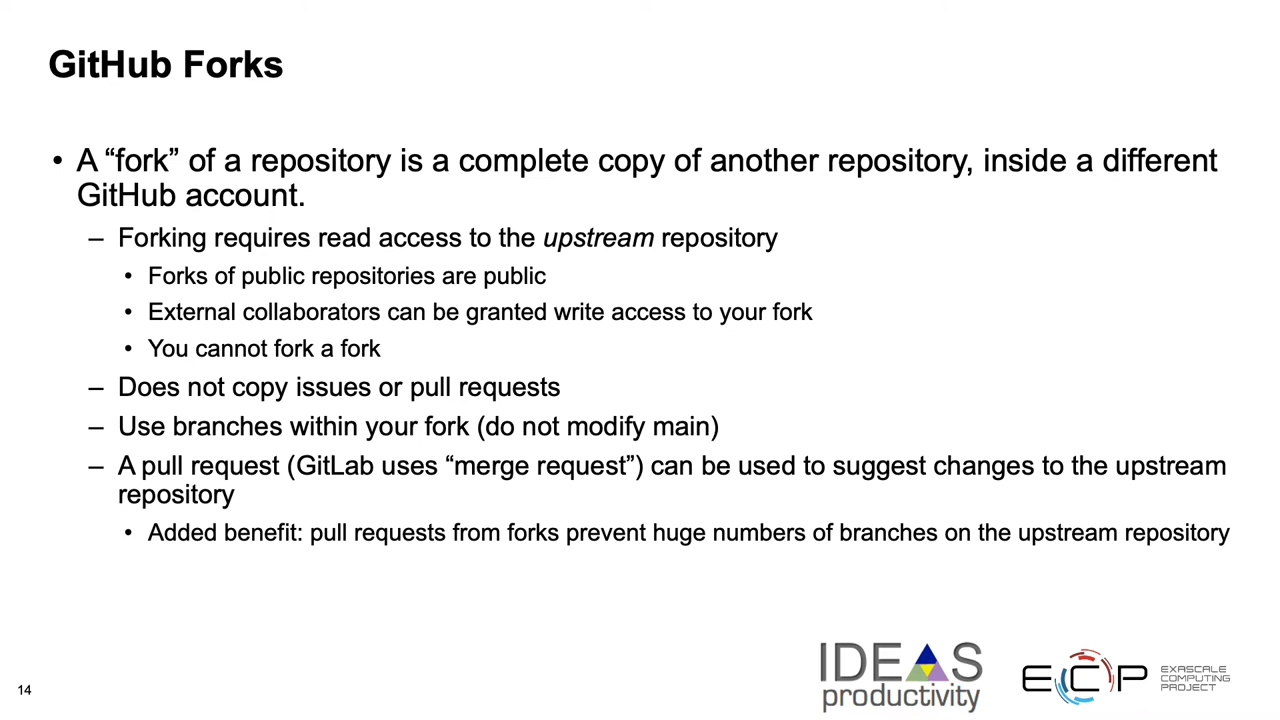 GitHub Forks
• A “fork” of a repository is a complete copy of another repository, inside a different
GitHub account.
– Forking requires read access to the upstream repository
• Forks of public repositories are public
• External collaborators can be granted write access to your fork
• You cannot fork a fork
– Does not copy issues or pull requests
– Use branches within your fork (do not modify main)
– A pull request (GitLab uses “merge request”) can be used to suggest changes to the upstream
repository
• Added benefit: pull requests from forks prevent huge numbers of branches on the upstream repository
14
IDEAS
productivity
ECP
EXASCALE
COMPUTING
PROJECT